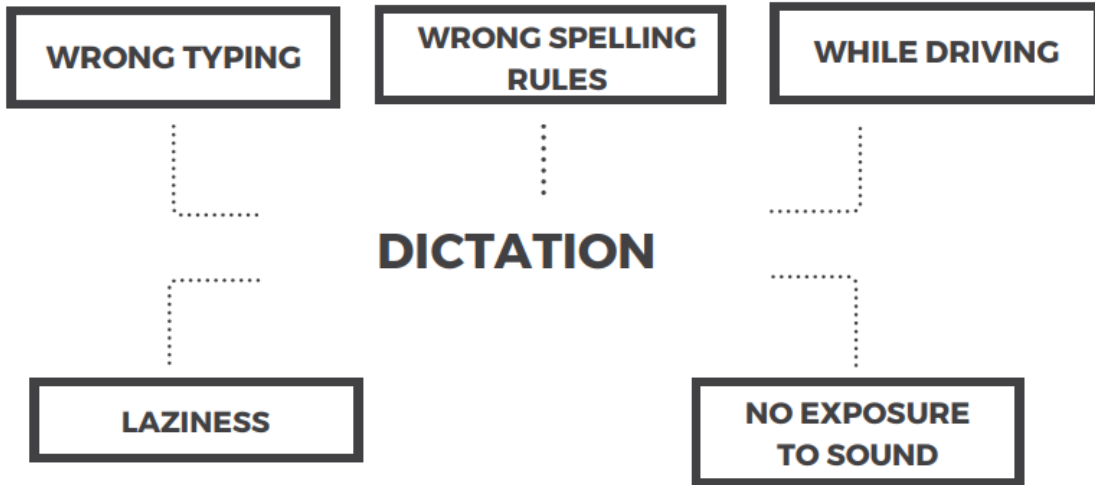 WRONG TYPING
WRONG SPELLING
RULES
WHILE DRIVING
DICTATION
LAZINESS
NO EXPOSURE
TO SOUND